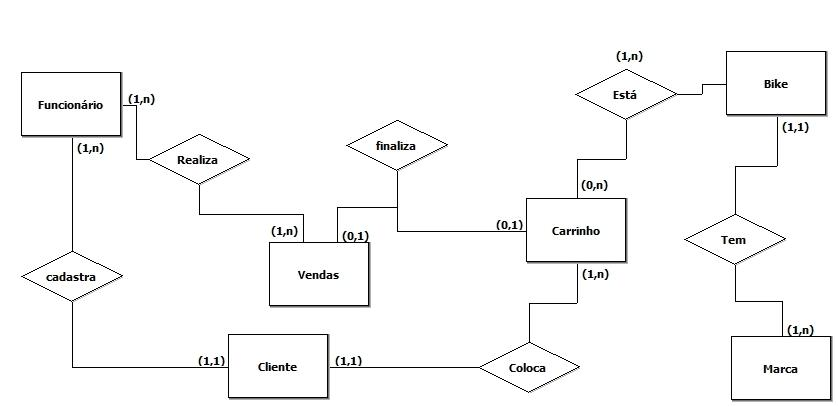 (1,n)
Funcionário
(1,n)
Está
Bike
(1,n)
(1,1)
finaliza
Realiza
(0,n)
(1,n)
(0,1)
(0,1)
Carrinho
Tem
cadastra
Vendas
(1,n)
(1,n)
(1,1)
Cliente
(1,1)
Coloca
Marca